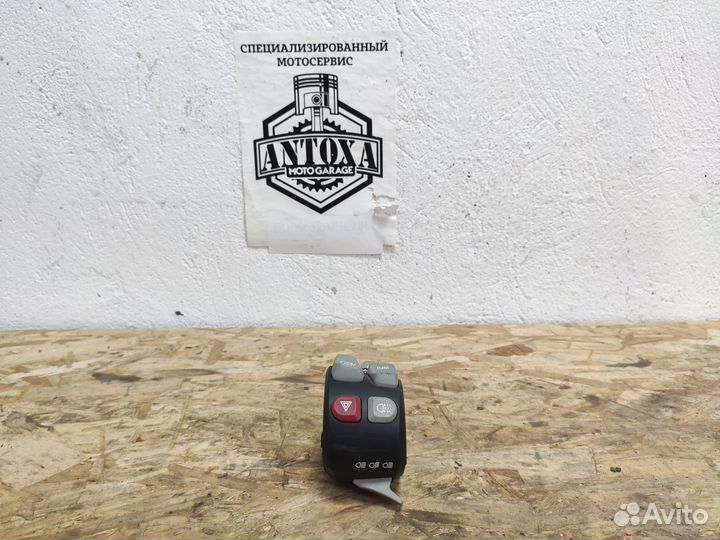 СПЕЦИАЛИЗИРОВАННЫЙ
МОТОСЕРВИС
ANTOXA
MOTO GARAGE
Avito